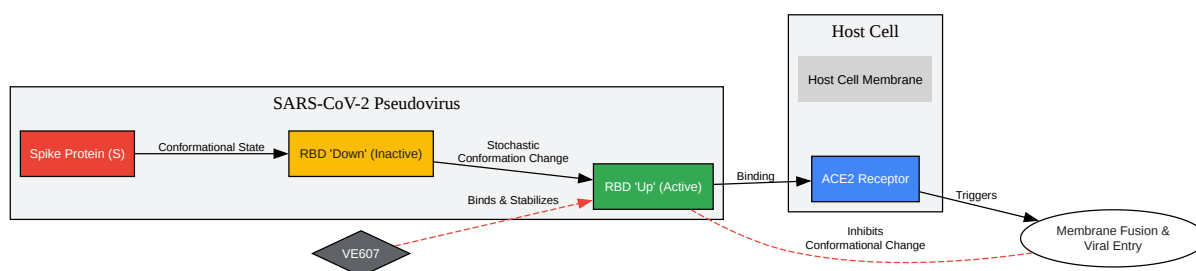 Host Cell
Host Cell Membrane
SARS-CoV-2 Pseudovirus
Spike Protein (S)
Conformational State
RBD 'Down' (Inactive)
Stochastic
Conformation Change
RBD 'Up' (Active)
Binding
ACE2 Receptor
Triggers
Binds & Stabilizes
VE607
Inhibits
Conformational Change
Membrane Fusion &
Viral Entry